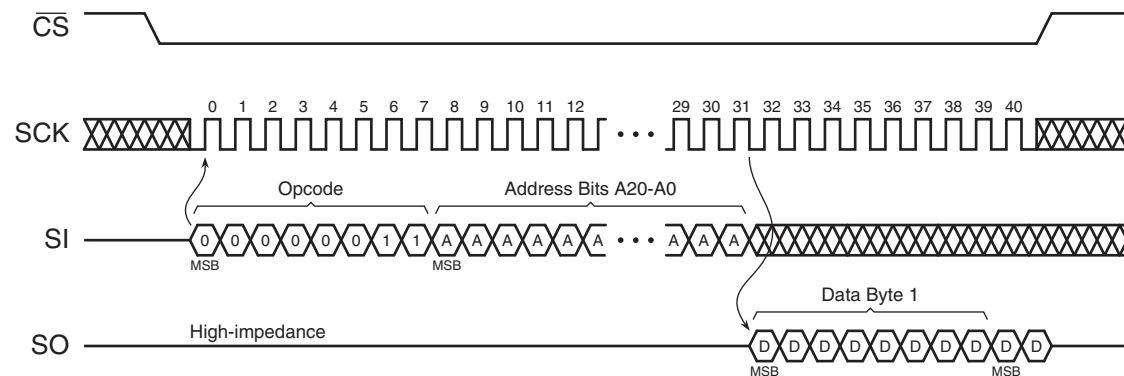 CS
0 1 2 3 4 5 6 7 8 9 10 11 12 29 30 31 32 33 34 35 36 37 38 39 40
SCK
Opcode Address Bits A20-A0
SI 0 0 0 0 0 0 1 1 A A A A A A A A A
MSB MSB
Data Byte 1
High-impedance
SO D D D D D D D D D D
MSB MSB